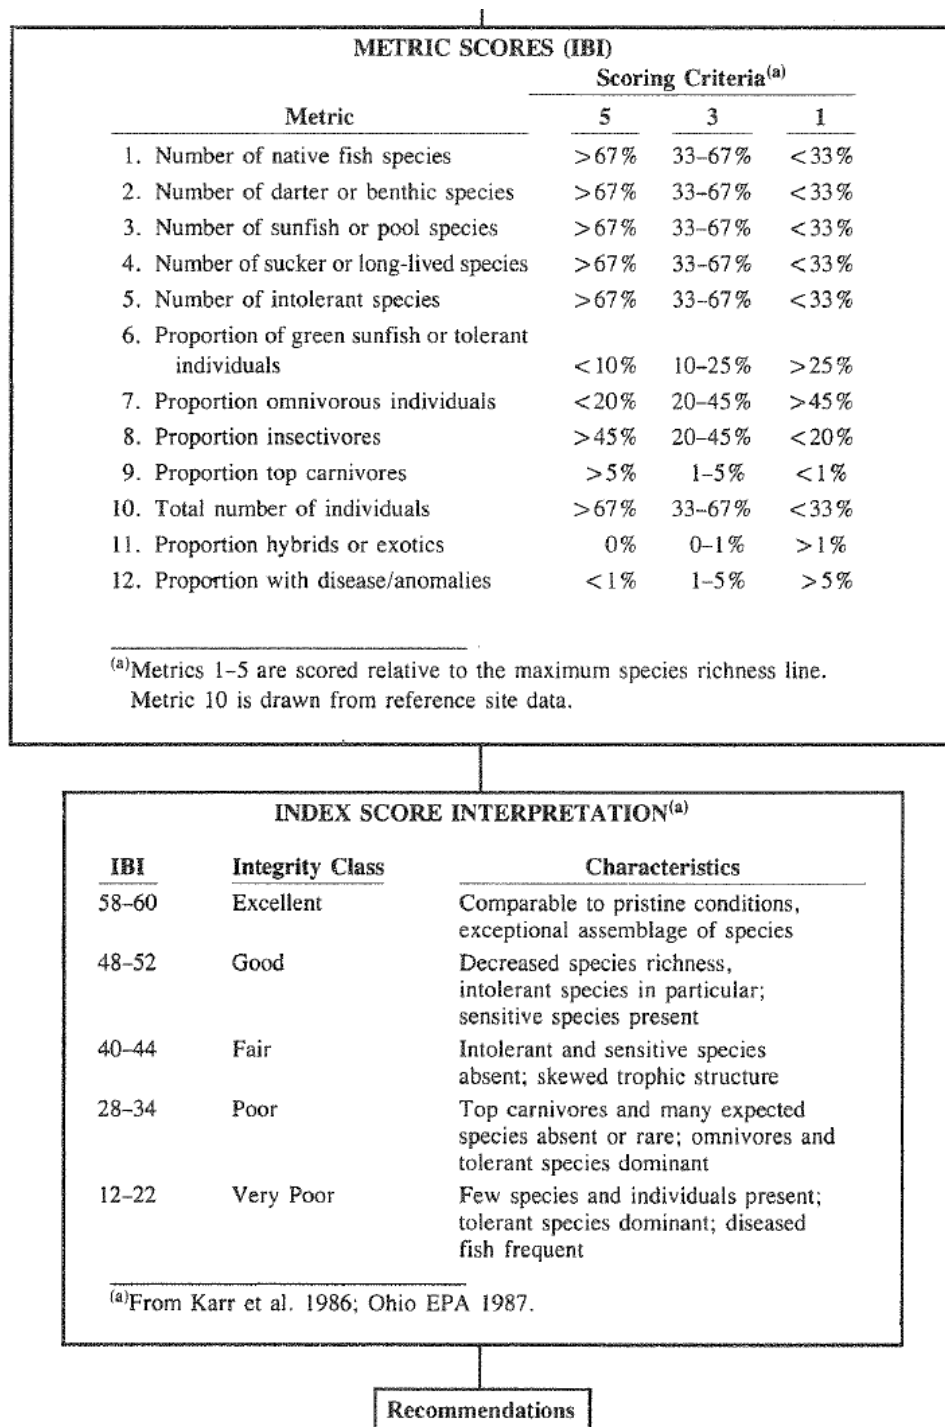 METRIC SCORES (IBI)
Scoring Criteria(a)
Metric 5 3 1
1. Number of native fish species >67% 33–67% <33%
2. Number of darter or benthic species >67% 33–67% <33%
3. Number of sunfish or pool species >67% 33–67% <33%
4. Number of sucker or long-lived species >67% 33–67% <33%
5. Number of intolerant species >67% 33–67% <33%
6. Proportion of green sunfish or tolerant
individuals <10% 10–25% >25%
7. Proportion omnivorous individuals <20% 20–45% >45%
8. Proportion insectivores >45% 20–45% <20%
9. Proportion top carnivores >5% 1–5% <1%
10. Total number of individuals >67% 33–67% <33%
11. Proportion hybrids or exotics 0% 0–1% >1%
12. Proportion with disease/anomalies <1% 1–5% >5%
(a)Metrics 1–5 are scored relative to the maximum species richness line.
Metric 10 is drawn from reference site data.
INDEX SCORE INTERPRETATION(a)
IBI Integrity Class Characteristics
58–60 Excellent Comparable to pristine conditions,
exceptional assemblage of species
48–52 Good Decreased species richness,
intolerant species in particular;
sensitive species present
40–44 Fair Intolerant and sensitive species
absent; skewed trophic structure
28–34 Poor Top carnivores and many expected
species absent or rare; omnivores and
tolerant species dominant
12–22 Very Poor Few species and individuals present;
tolerant species dominant; diseased
fish frequent
(a)From Karr et al. 1986; Ohio EPA 1987.
Recommendations